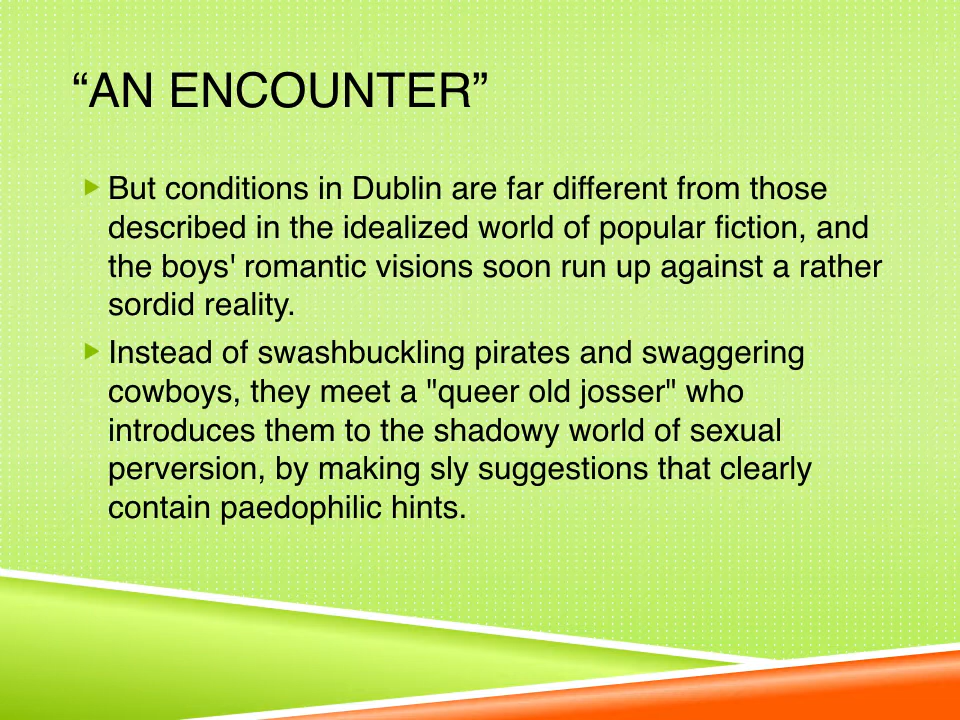 “AN ENCOUNTER”
But conditions in Dublin are far different from those
described in the idealized world of popular fiction, and
the boys' romantic visions soon run up against a rather
sordid reality.
Instead of swashbuckling pirates and swaggering
cowboys, they meet a "queer old josser" who
introduces them to the shadowy world of sexual
perversion, by making sly suggestions that clearly
contain paedophilic hints.